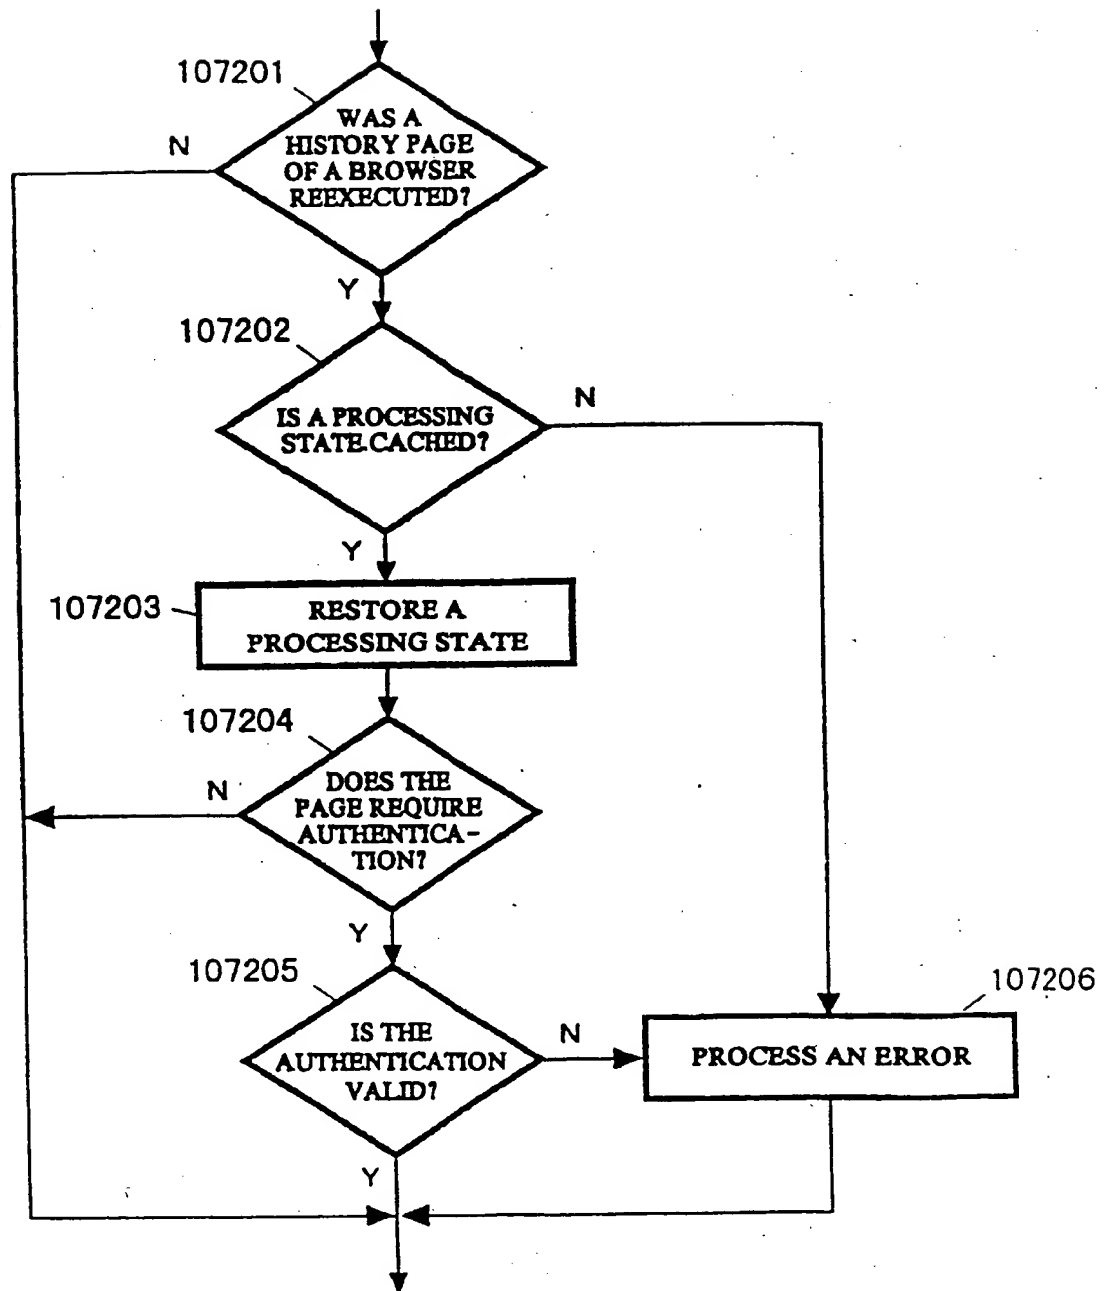 107201
WAS A
HISTORY PAGE
OF A BROWSER
REEXECUTED?
N
Y
107202
IS A PROCESSING
STATE CACHED?
N
Y
107203
RESTORE A
PROCESSING STATE
107204
DOES THE
PAGE REQUIRE
AUTHENTICA-
TION?
N
Y
107205
IS THE
AUTHENTICATION
VALID?
N
Y
107206
PROCESS AN ERROR